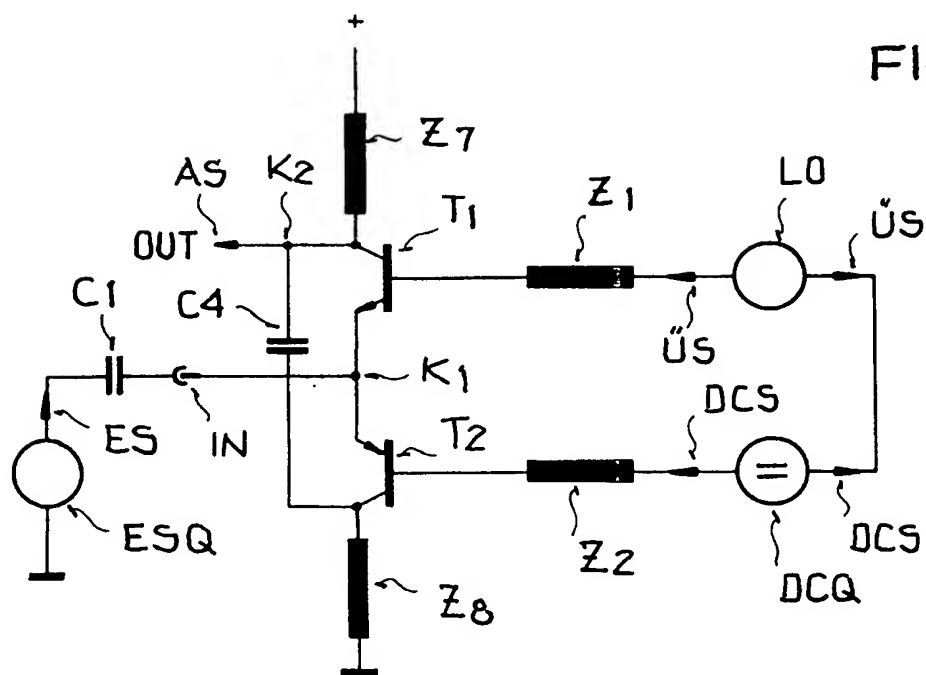 +
FI
Z7
AS
K2
OUT
T1
Z1
LO
ÜS
C1
C4
ÜS
K1
ES
IN
T2
DCS
=
ESQ
Z8
Z2
DCQ
DCS